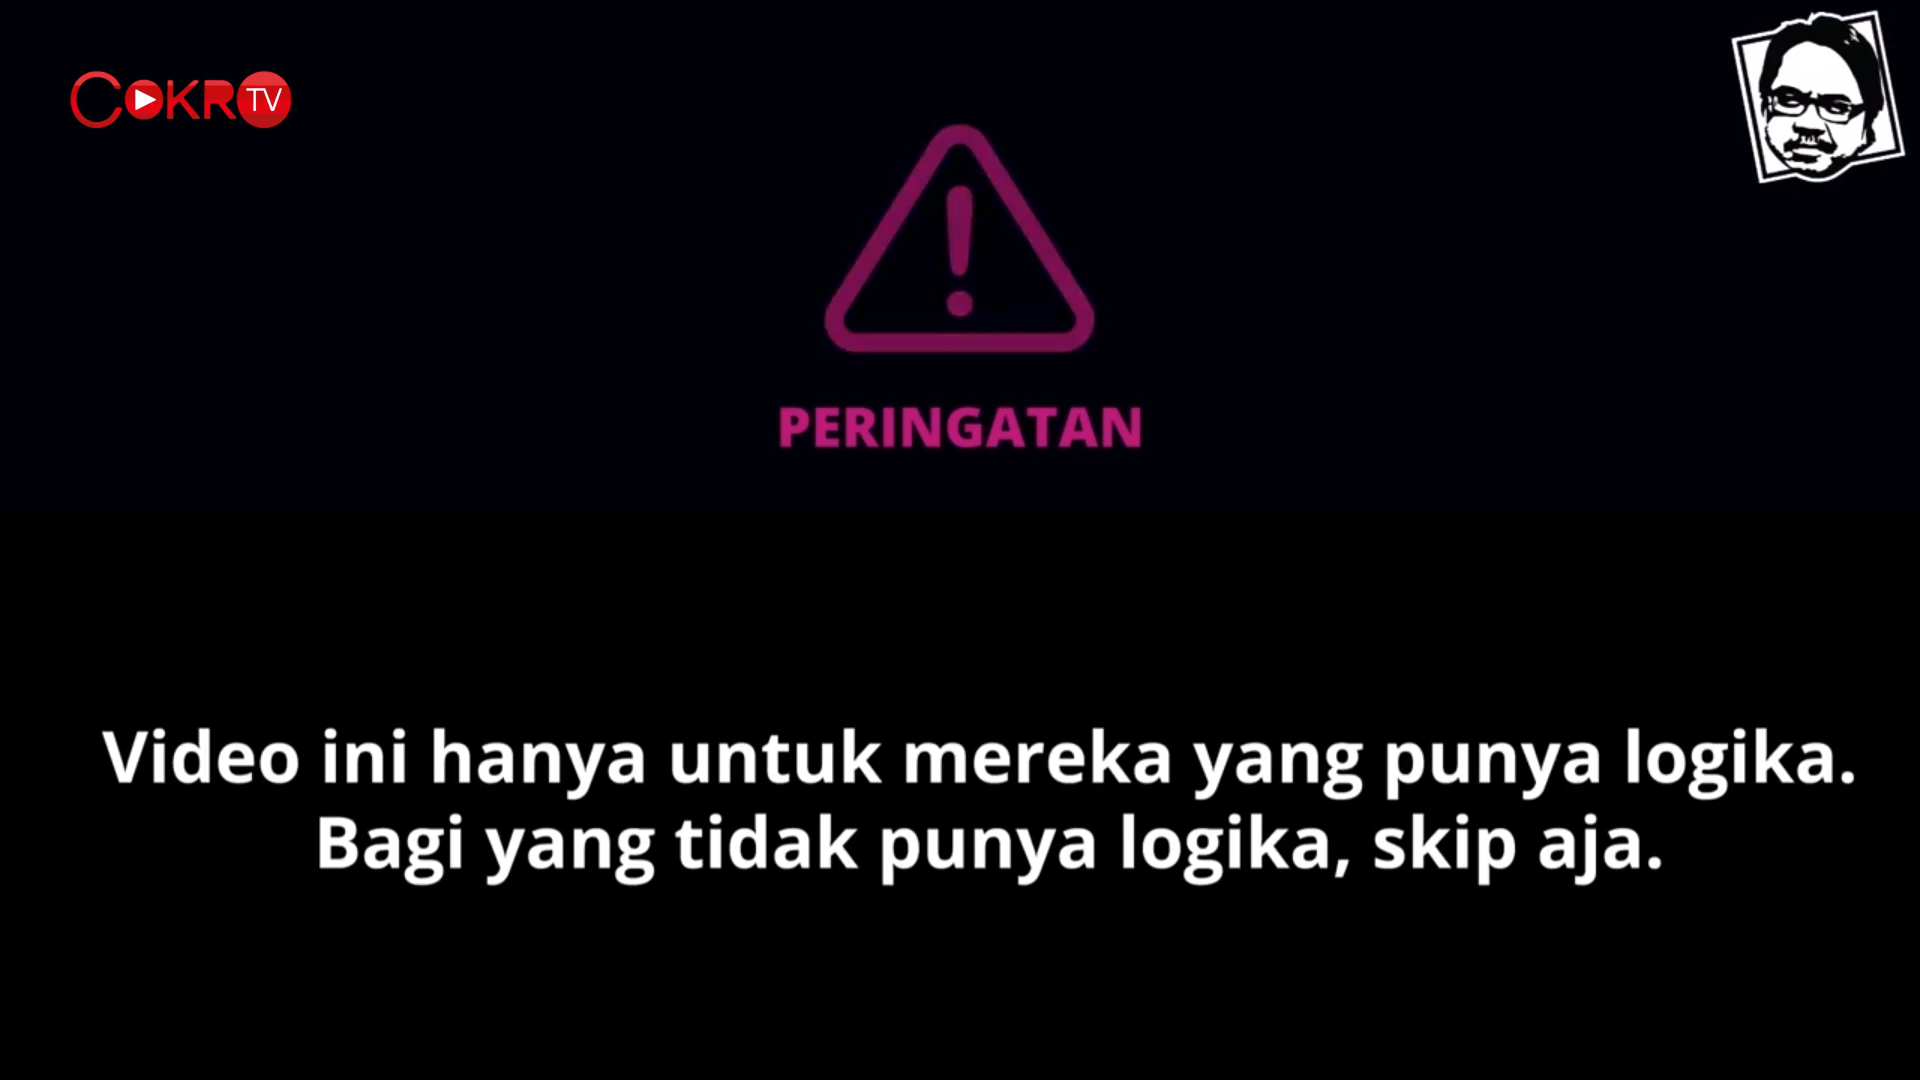 COKRO TV
PERINGATAN
Video ini hanya untuk mereka yang punya logika.
Bagi yang tidak punya logika, skip aja.